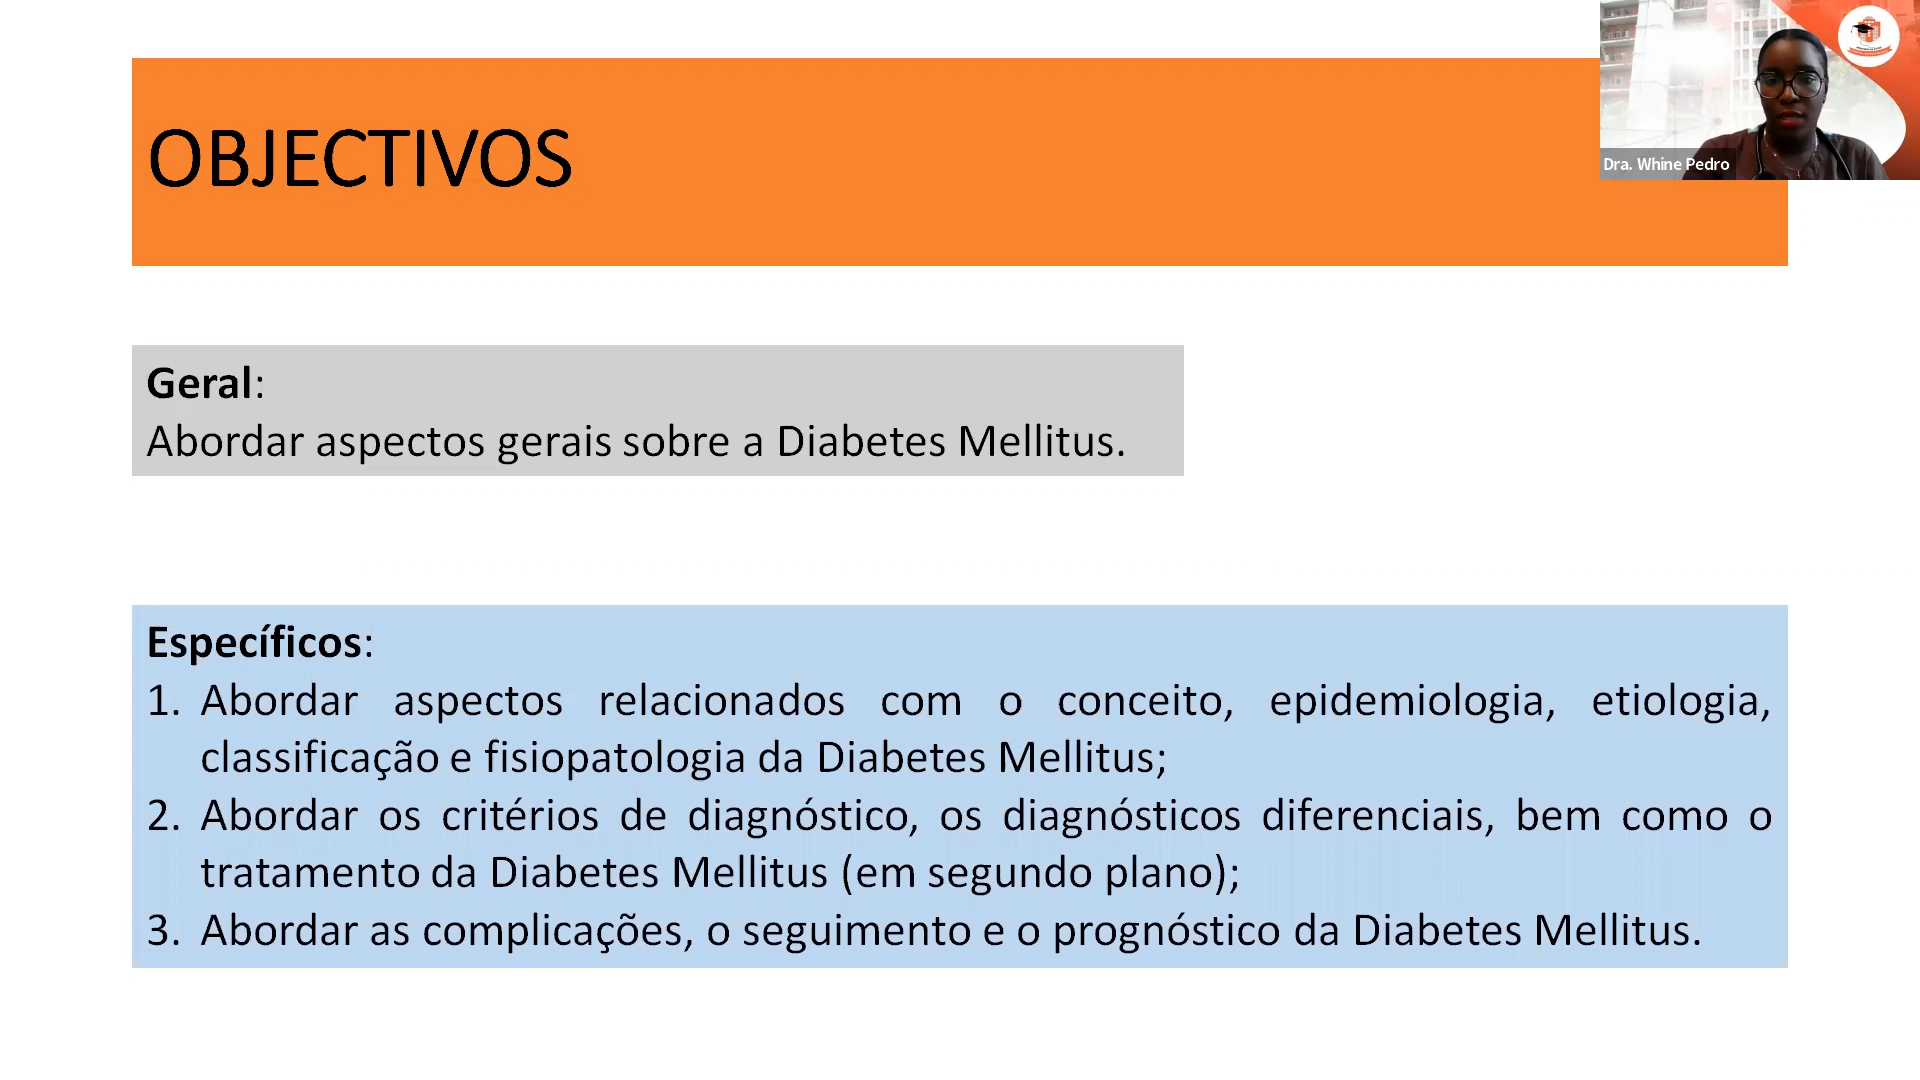 OBJECTIVOS
Dra. Whine Pedro
Geral:
Abordar aspectos gerais sobre a Diabetes Mellitus.
Específicos:
1. Abordar aspectos relacionados com o conceito, epidemiologia, etiologia,
classificação e fisiopatologia da Diabetes Mellitus;
2. Abordar os critérios de diagnóstico, os diagnósticos diferenciais, bem como o
tratamento da Diabetes Mellitus (em segundo plano);
3. Abordar as complicações, o seguimento e o prognóstico da Diabetes Mellitus.